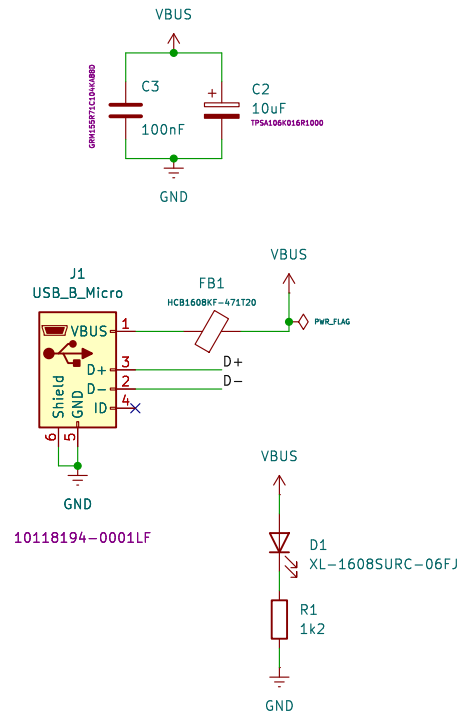 VBUS
GRM155R71C104KA88D
C3
100nF
+
C2
10uF
TPSA106K016R1000
GND
J1
USB_B_Micro
VBUS
1
D+
3
D-
2
ID
4
Shield
GND
6
5
GND
10118194-0001LF
FB1
HCB1608KF-471T20
VBUS
PWR_FLAG
D+
D-
VBUS
D1
XL-1608SURC-06FJ
R1
1k2
GND